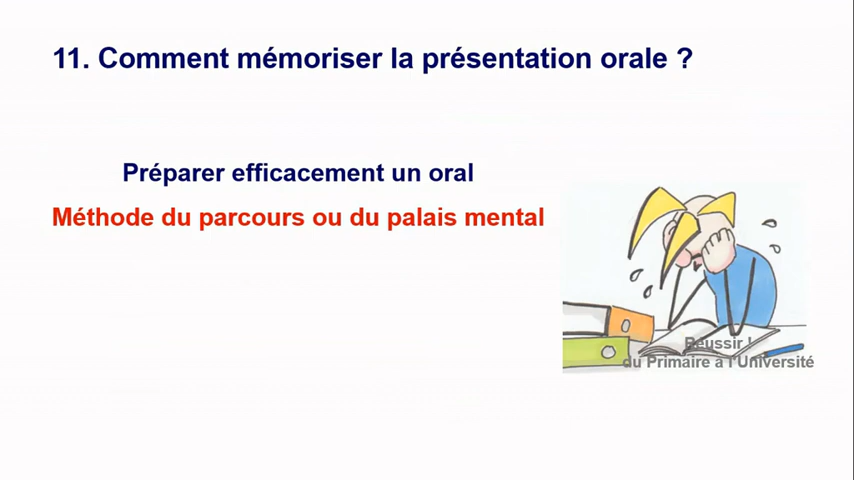 11. Comment mémoriser la présentation orale ?
Préparer efficacement un oral
Méthode du parcours ou du palais mental
Réussir !
du Primaire à l'Université